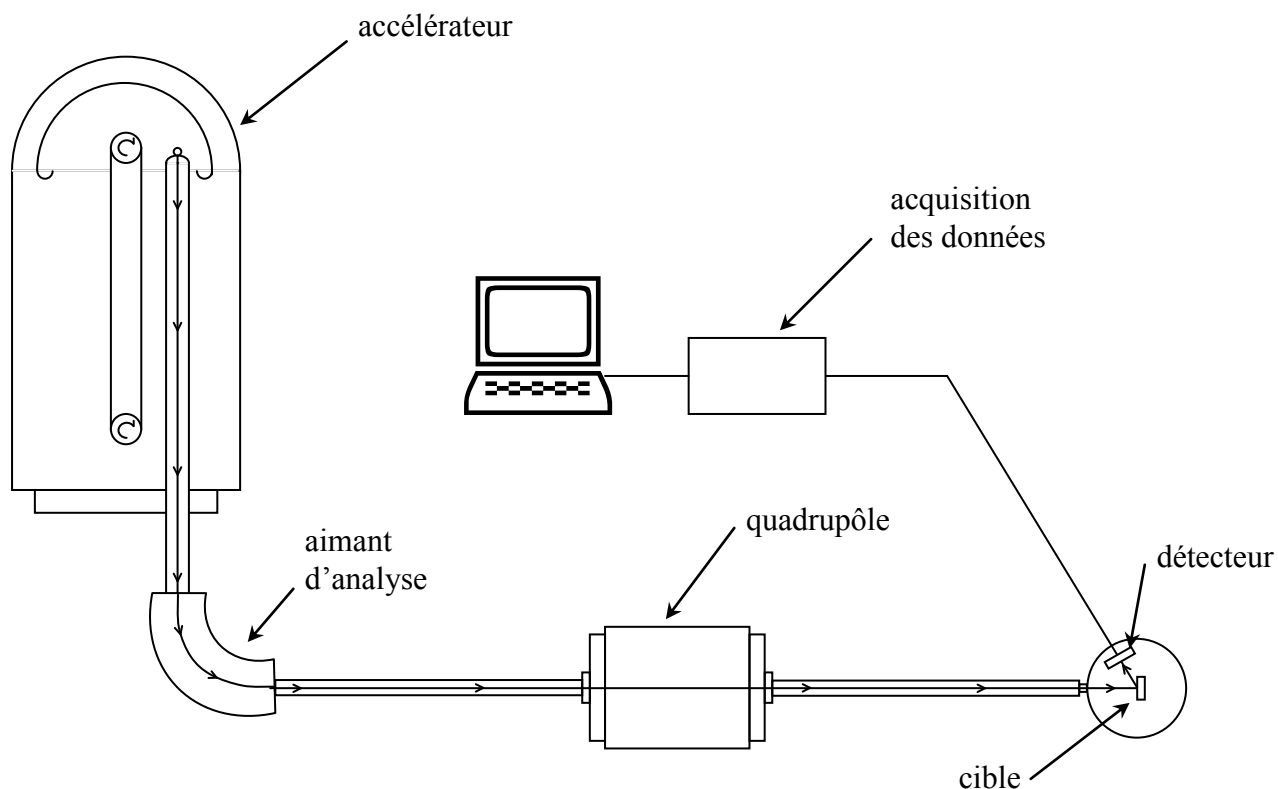 accélérateur
acquisition
des données
quadrupôle
aimant
d’analyse
détecteur
cible